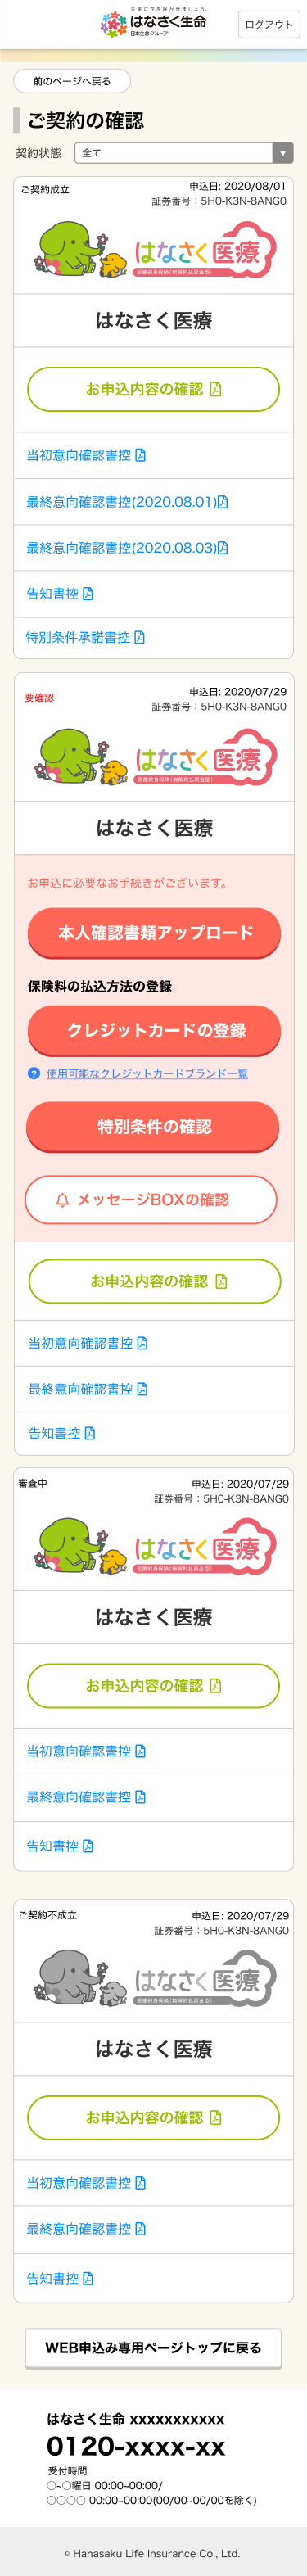 未来に花を咲かせましょう。
はなさく生命
日本生命グループ
ログアウト
前のページへ戻る
ご契約の確認
契約状態
全て
ご契約成立
申込日: 2020/08/01
証券番号：5H0-K3N-8ANG0
はなさく医療
医療終身保険(無解約払戻金型)
はなさく医療
お申込内容の確認
当初意向確認書控
最終意向確認書控(2020.08.01)
最終意向確認書控(2020.08.03)
告知書控
特別条件承諾書控
要確認
申込日: 2020/07/29
証券番号：5H0-K3N-8ANG0
はなさく医療
医療終身保険(無解約払戻金型)
はなさく医療
お申込に必要なお手続きがございます。
本人確認書類アップロード
保険料の払込方法の登録
クレジットカードの登録
? 使用可能なクレジットカードブランド一覧
特別条件の確認
メッセージBOXの確認
お申込内容の確認
当初意向確認書控
最終意向確認書控
告知書控
審査中
申込日: 2020/07/29
証券番号：5H0-K3N-8ANG0
はなさく医療
医療終身保険(無解約払戻金型)
はなさく医療
お申込内容の確認
当初意向確認書控
最終意向確認書控
告知書控
ご契約不成立
申込日: 2020/07/29
証券番号：5H0-K3N-8ANG0
はなさく医療
医療終身保険(無解約払戻金型)
はなさく医療
お申込内容の確認
当初意向確認書控
最終意向確認書控
告知書控
WEB申込み専用ページトップに戻る
はなさく生命 xxxxxxxxxxx
0120-xxxx-xx
受付時間
○~○曜日 00:00~00:00/
○○○○ 00:00~00:00(00/00~00/00を除く)
© Hanasaku Life Insurance Co., Ltd.